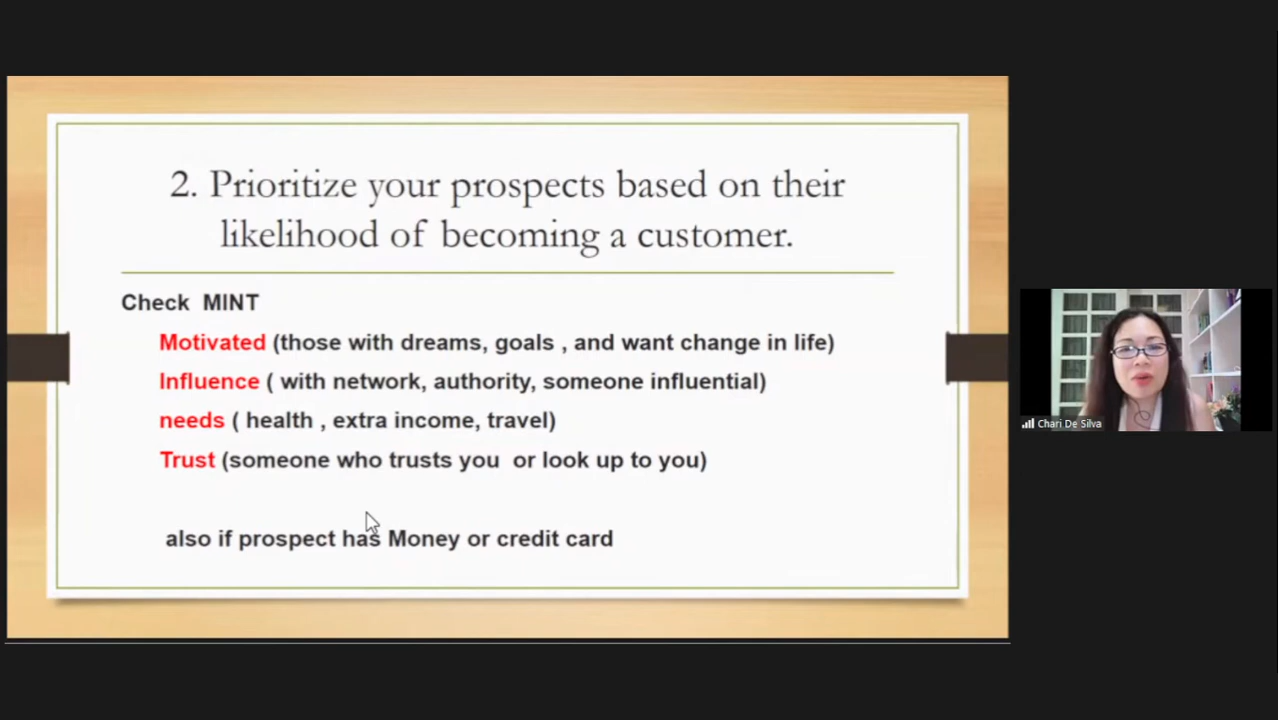 2. Prioritize your prospects based on their
likelihood of becoming a customer.
Check MINT
Motivated (those with dreams, goals , and want change in life)
Influence ( with network, authority, someone influential)
needs ( health , extra income, travel)
Trust (someone who trusts you or look up to you)
also if prospect has Money or credit card
Chari De Silva